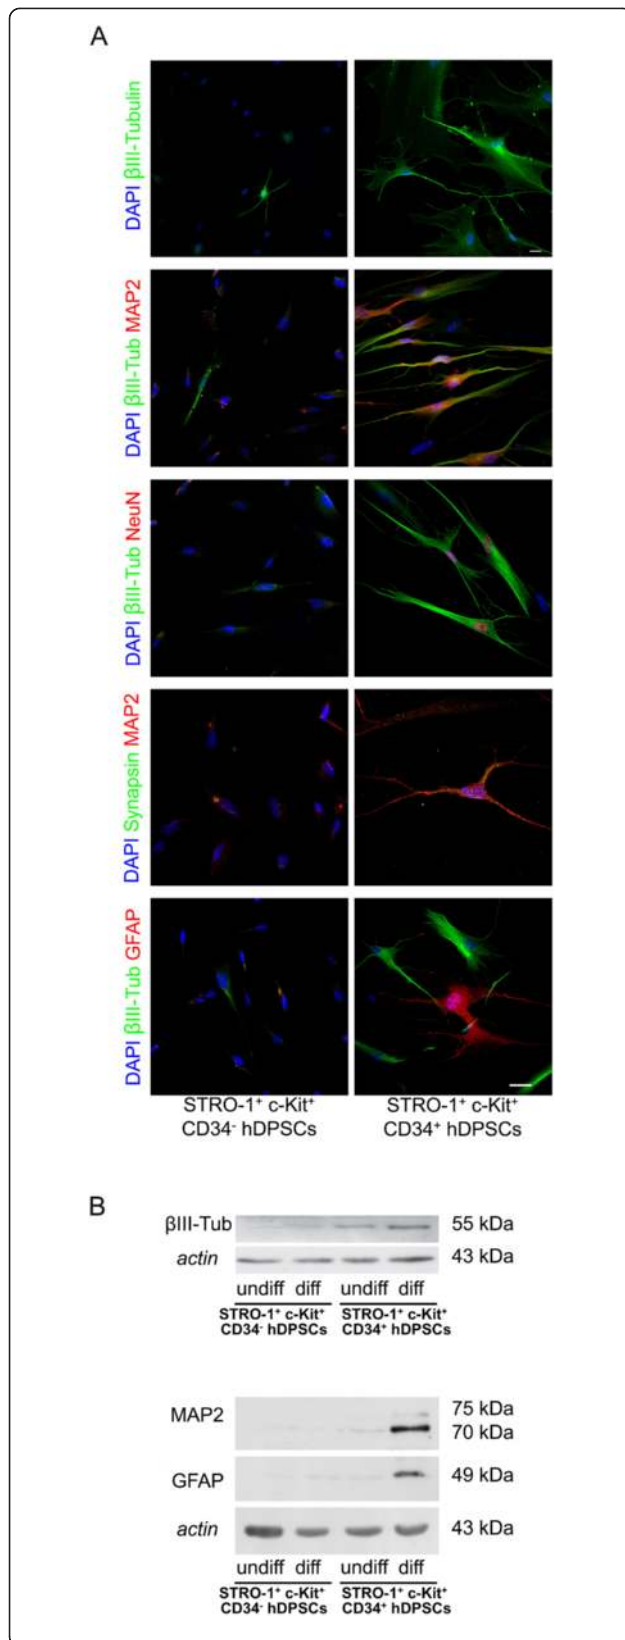 A
DAPI βIII-Tubulin
DAPI βIII-Tub MAP2
DAPI βIII-Tub NeuN
DAPI Synapsin MAP2
DAPI βIII-Tub GFAP
STRO-1⁺ c-Kit⁺ STRO-1⁺ c-Kit⁺
CD34⁻ hDPSCs CD34⁺ hDPSCs
B
βIII-Tub 55 kDa
actin 43 kDa
undiff diff undiff diff
STRO-1⁺ c-Kit⁺ STRO-1⁺ c-Kit⁺
CD34⁻ hDPSCs CD34⁺ hDPSCs
MAP2 75 kDa
70 kDa
GFAP 49 kDa
actin 43 kDa
undiff diff undiff diff
STRO-1⁺ c-Kit⁺ STRO-1⁺ c-Kit⁺
CD34⁻ hDPSCs CD34⁺ hDPSCs